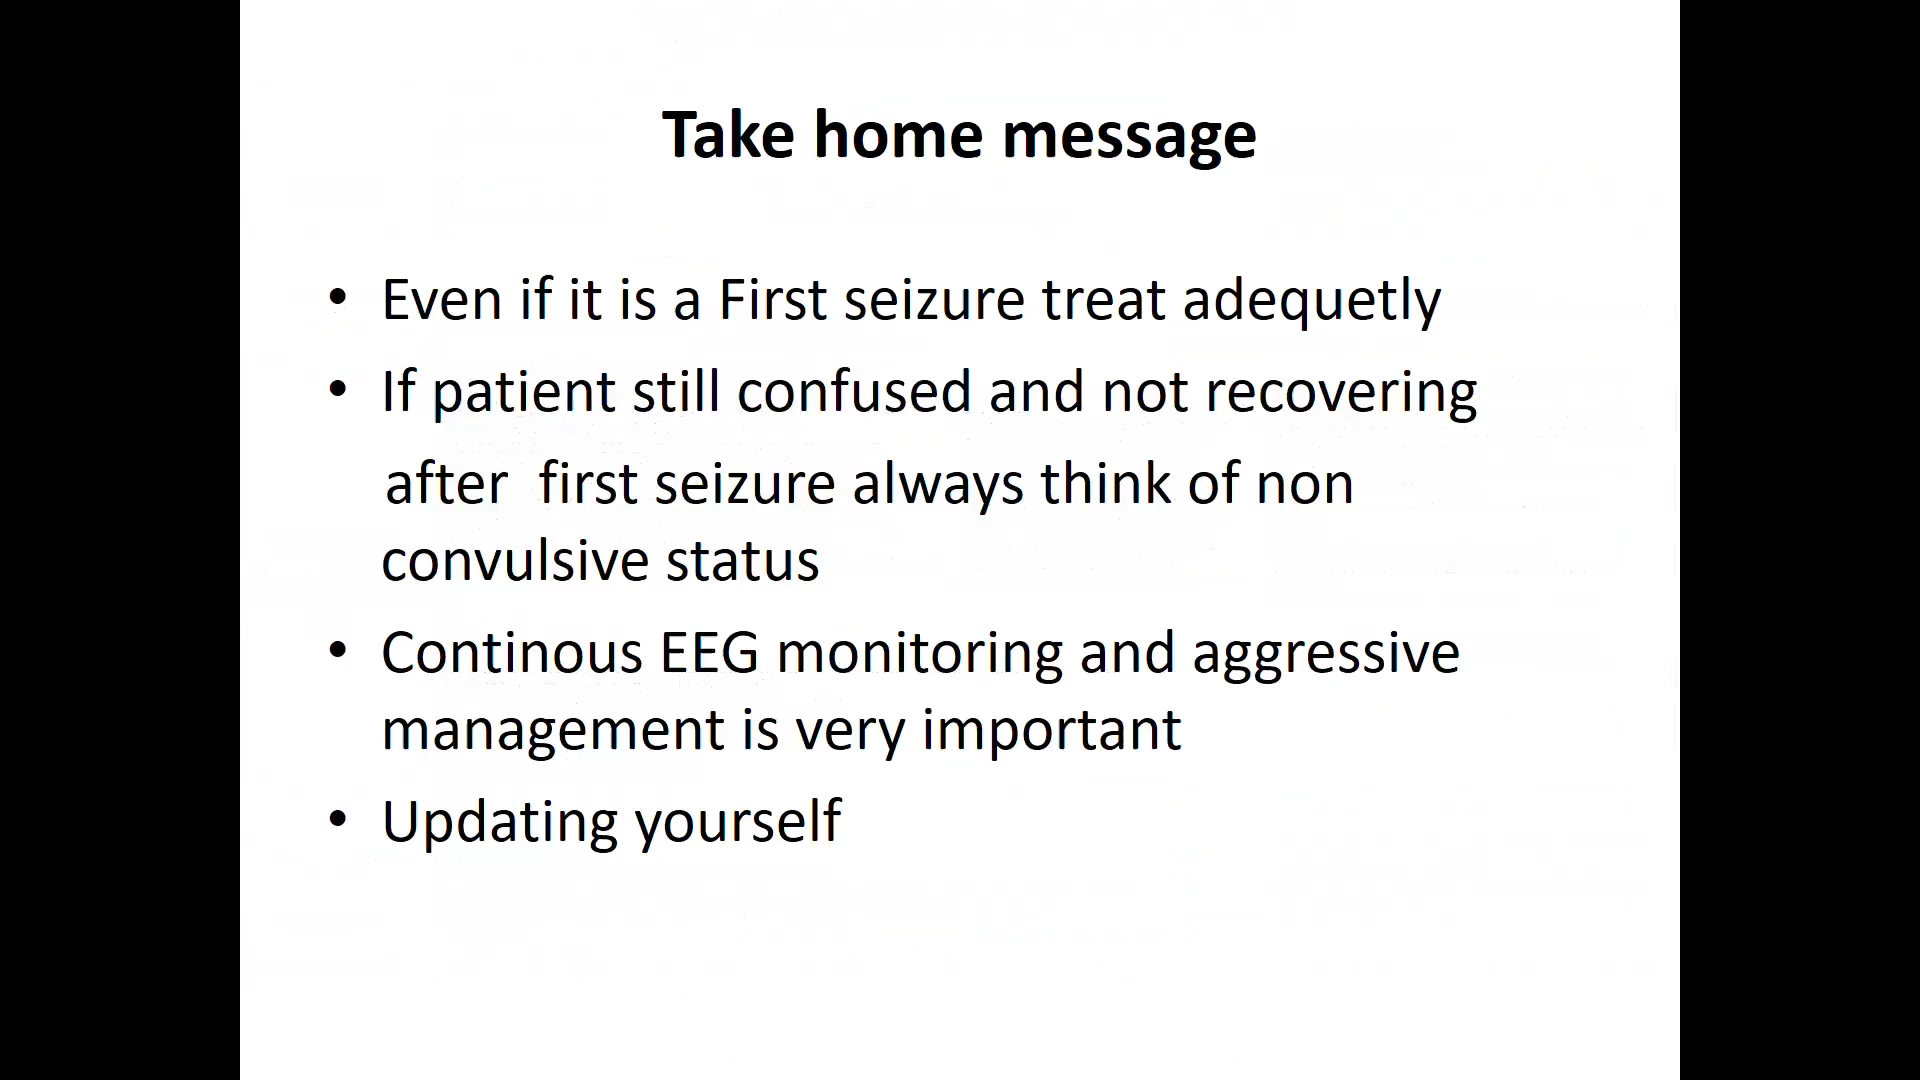 Take home message
• Even if it is a First seizure treat adequetly
• If patient still confused and not recovering
after  first seizure always think of non
convulsive status
• Continous EEG monitoring and aggressive
management is very important
• Updating yourself